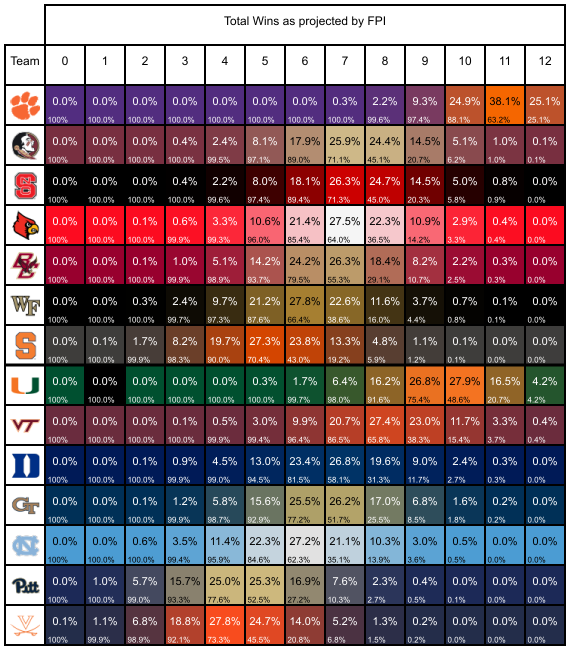 Total Wins as projected by FPI
Team 0 1 2 3 4 5 6 7 8 9 10 11 12
0.0% 0.0% 0.0% 0.0% 0.0% 0.0% 0.0% 0.3% 2.2% 9.3% 24.9% 38.1% 25.1%
100% 100.0% 100.0% 100.0% 100.0% 100.0% 100.0% 100.0% 99.6% 97.4% 88.1% 63.2% 25.1%
0.0% 0.0% 0.0% 0.4% 2.4% 8.1% 17.9% 25.9% 24.4% 14.5% 5.1% 1.0% 0.1%
100% 100.0% 100.0% 100.0% 99.5% 97.1% 89.0% 71.1% 45.1% 20.7% 6.2% 1.0% 0.1%
S
0.0% 0.0% 0.0% 0.4% 2.2% 8.0% 18.1% 26.3% 24.7% 14.5% 5.0% 0.8% 0.0%
100% 100.0% 100.0% 100.0% 99.6% 97.4% 89.4% 71.3% 45.0% 20.3% 5.8% 0.9% 0.0%
0.0% 0.0% 0.1% 0.6% 3.3% 10.6% 21.4% 27.5% 22.3% 10.9% 2.9% 0.4% 0.0%
100% 100.0% 100.0% 99.9% 99.3% 96.0% 85.4% 64.0% 36.5% 14.2% 3.3% 0.4% 0.0%
BC
0.0% 0.0% 0.1% 1.0% 5.1% 14.2% 24.2% 26.3% 18.4% 8.2% 2.2% 0.3% 0.0%
100% 100.0% 100.0% 99.9% 98.9% 93.7% 79.5% 55.3% 29.1% 10.7% 2.5% 0.3% 0.0%
WF
0.0% 0.0% 0.3% 2.4% 9.7% 21.2% 27.8% 22.6% 11.6% 3.7% 0.7% 0.1% 0.0%
100% 100.0% 100.0% 99.7% 97.3% 87.6% 66.4% 38.6% 16.0% 4.4% 0.8% 0.1% 0.0%
S
0.0% 0.1% 1.7% 8.2% 19.7% 27.3% 23.8% 13.3% 4.8% 1.1% 0.1% 0.0% 0.0%
100% 100.0% 99.9% 98.3% 90.0% 70.4% 43.0% 19.2% 5.9% 1.2% 0.1% 0.0% 0.0%
U
0.0% 0.0% 0.0% 0.0% 0.0% 0.3% 1.7% 6.4% 16.2% 26.8% 27.9% 16.5% 4.2%
100% 100.0% 100.0% 100.0% 100.0% 100.0% 99.7% 98.0% 91.6% 75.4% 48.6% 20.7% 4.2%
VT
0.0% 0.0% 0.0% 0.1% 0.5% 3.0% 9.9% 20.7% 27.4% 23.0% 11.7% 3.3% 0.4%
100% 100.0% 100.0% 100.0% 99.9% 99.4% 96.4% 86.5% 65.8% 38.3% 15.4% 3.7% 0.4%
D
0.0% 0.0% 0.1% 0.9% 4.5% 13.0% 23.4% 26.8% 19.6% 9.0% 2.4% 0.3% 0.0%
100% 100.0% 100.0% 99.9% 99.0% 94.5% 81.5% 58.1% 31.3% 11.7% 2.7% 0.3% 0.0%
GT
0.0% 0.0% 0.1% 1.2% 5.8% 15.6% 25.5% 26.2% 17.0% 6.8% 1.6% 0.2% 0.0%
100% 100.0% 100.0% 99.9% 98.7% 92.9% 77.2% 51.7% 25.5% 8.5% 1.8% 0.2% 0.0%
NC
0.0% 0.0% 0.6% 3.5% 11.4% 22.3% 27.2% 21.1% 10.3% 3.0% 0.5% 0.0% 0.0%
100% 100.0% 100.0% 99.4% 95.9% 84.6% 62.3% 35.1% 13.9% 3.6% 0.5% 0.0% 0.0%
Pitt
0.0% 1.0% 5.7% 15.7% 25.0% 25.3% 16.9% 7.6% 2.3% 0.4% 0.0% 0.0% 0.0%
100% 100.0% 99.0% 93.3% 77.6% 52.5% 27.2% 10.3% 2.7% 0.5% 0.1% 0.0% 0.0%
V
0.1% 1.1% 6.8% 18.8% 27.8% 24.7% 14.0% 5.2% 1.3% 0.2% 0.0% 0.0% 0.0%
100% 99.9% 98.9% 92.1% 73.3% 45.5% 20.8% 6.8% 1.5% 0.2% 0.0% 0.0% 0.0%